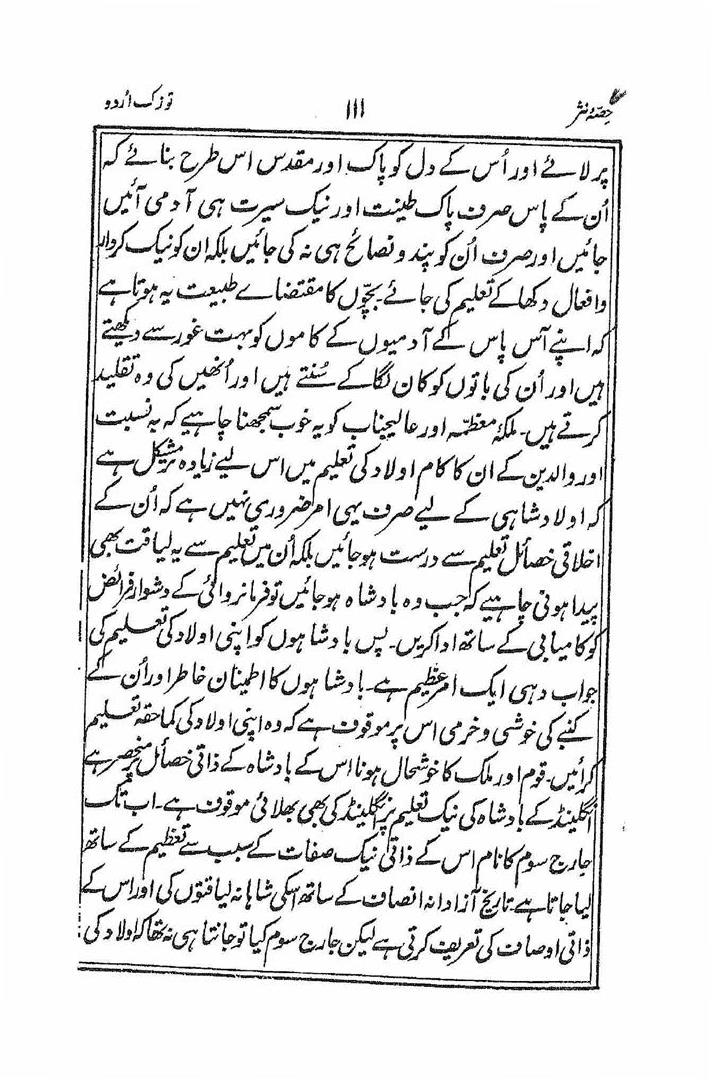 حصۂ نثر ۱۱۱ توزک اُردو
پر لائے اور اُس کے دل کو پاک اور مقدس اس طرح بنائے کہ
اُن کے پاس صرف پاک طینت اور نیک سیرت ہی آدمی آئیں
جائیں اور صرف اُن کو پند و نصائح ہی نہ کی جائیں بلکہ ان کو نیک کردار
وافعال دکھا کے تعلیم کی جائے۔ بچّوں کا مقتضاے طبیعت یہ ہوتا ہے
کہ اپنے آس پاس کے آدمیوں کے کاموں کو بہت غور سے دیکھتے
ہیں اور اُن کی باتوں کو کان لگا کے سُنتے ہیں اور اُنھیں کی وہ تقلید
کرتے ہیں۔ ملکۂ معظمہ اور عالیجناب کو یہ خوب سمجھنا چاہیے کہ بہ نسبت
اور والدین کے ان کا کام اولاد کی تعلیم میں اس لیے زیادہ تر مشکل ہے
کہ اولاد شاہی کے لیے صرف یہی امر ضروری نہیں ہے کہ اُن کے
اخلاقی خصائل تعلیم سے درست ہو جائیں بلکہ اُن میں تعلیم سے یہ لیاقت بھی
پیدا ہونی چاہیے کہ جب وہ بادشاہ ہو جائیں تو فرمانروائی کے دشوار فرائض
کو کامیابی کے ساتھ ادا کریں۔ پس بادشاہوں کو اپنی اولاد کی تعلیم کی
جواب دہی ایک امر عظیم ہے۔ بادشاہوں کا اطمینان خاطر اور اُن کے
کنبے کی خوشی و خرمی اس پر موقوف ہے کہ وہ اپنی اولاد کی کماحقہ تعلیم
کرائیں۔ قوم اور ملک کا خوشحال ہونا اس کے بادشاہ کے ذاتی خصائل پر منحصر ہے
انگلینڈ کے بادشاہ کی نیک تعلیم پر انگلینڈ کی بھی بھلائی موقوف ہے۔ اب تک
جارج سوم کا نام اس کے ذاتی نیک صفات کے سبب سے تعظیم کے ساتھ
لیا جاتا ہے۔ تاریخ آزادانہ انصاف کے ساتھ اسکی شاہانہ لیاقتوں کی اور اس کے
ذاتی اوصاف کی تعریف کرتی ہے لیکن جارج سوم کیا تو جانتا ہی نہ تھا کہ اولاد کی